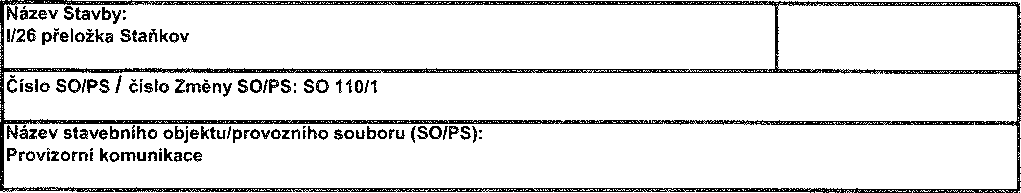 Název Stavby:
I/26 přeložka Staňkov
Číslo SO/PS / číslo Změny SO/PS: SO 110/1
Název stavebního objektu/provozního souboru (SO/PS):
Provizorní komunikace